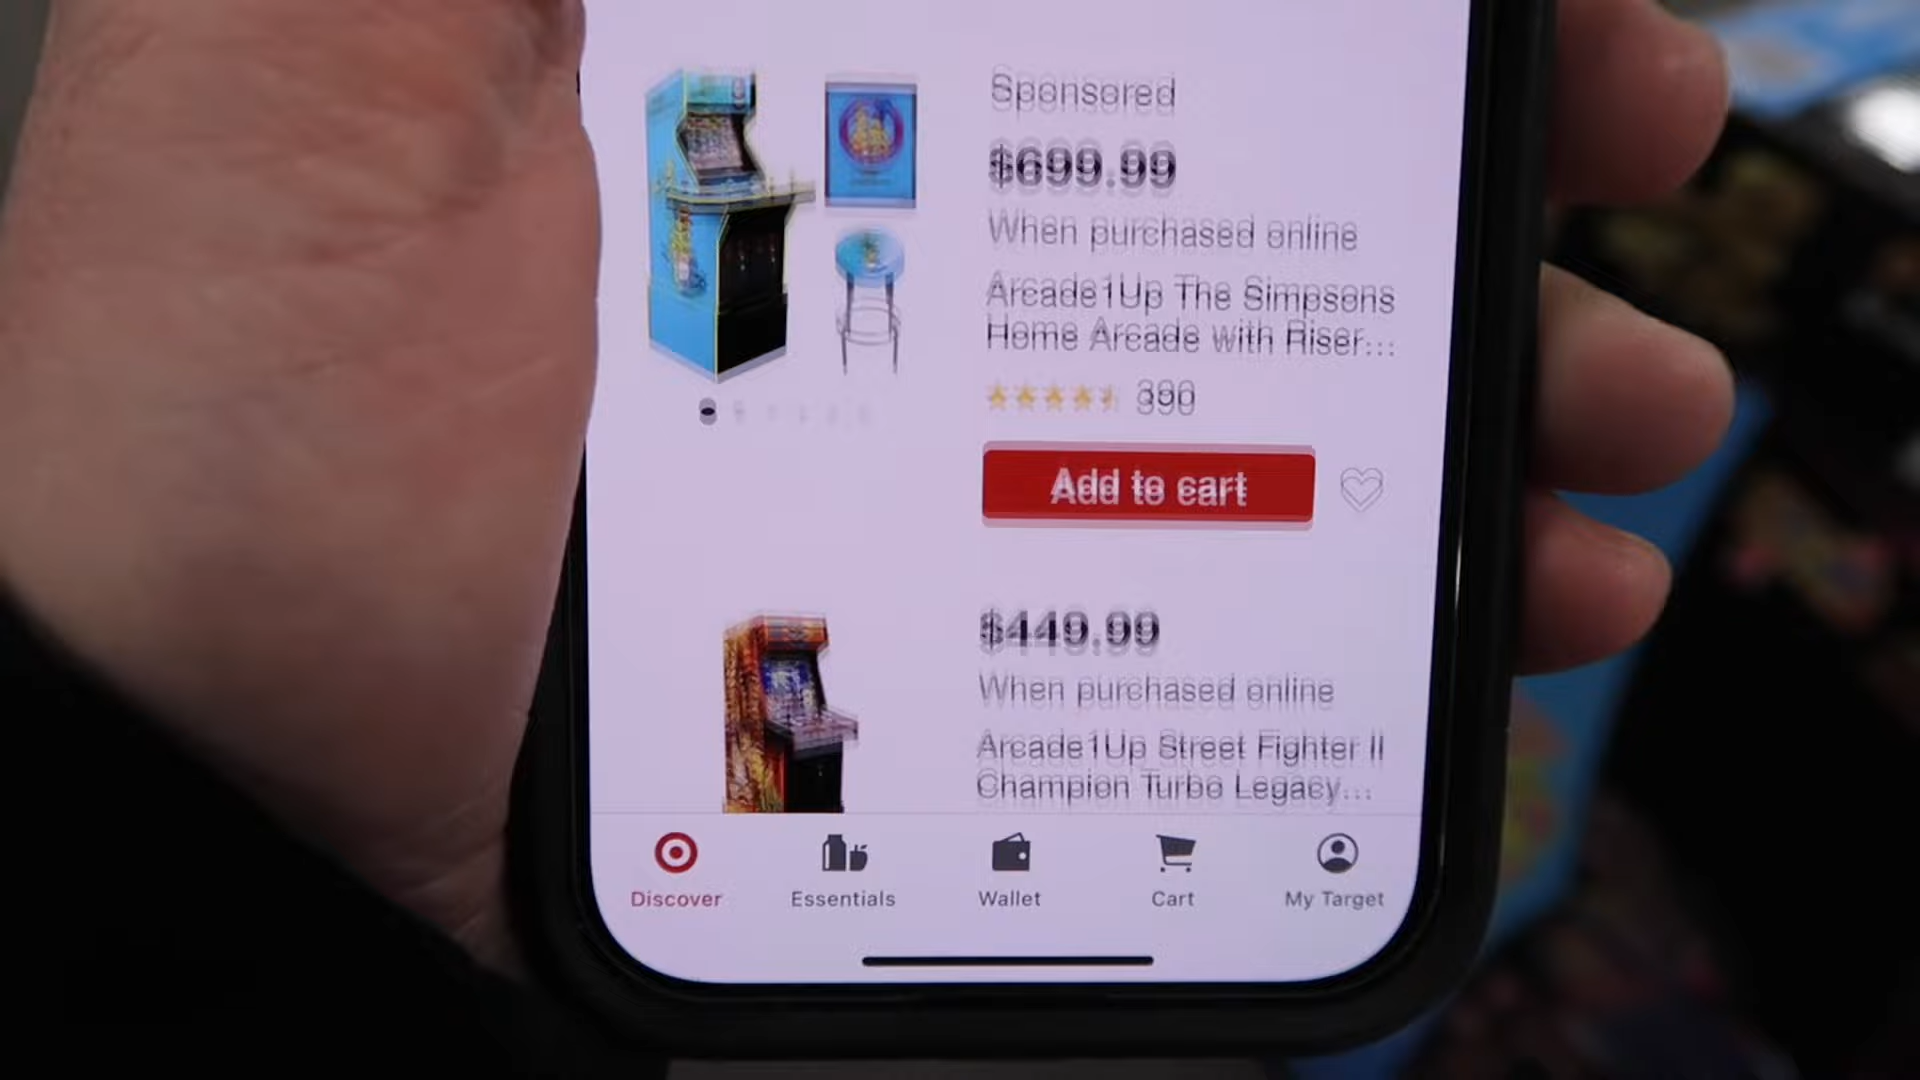 Sponsored
$699.99
When purchased online
Arcade1Up The Simpsons
Home Arcade with Riser...
390
Add to cart
$449.99
When purchased online
Arcade1Up Street Fighter II
Champion Turbo Legacy...
Discover
Essentials
Wallet
Cart
My Target